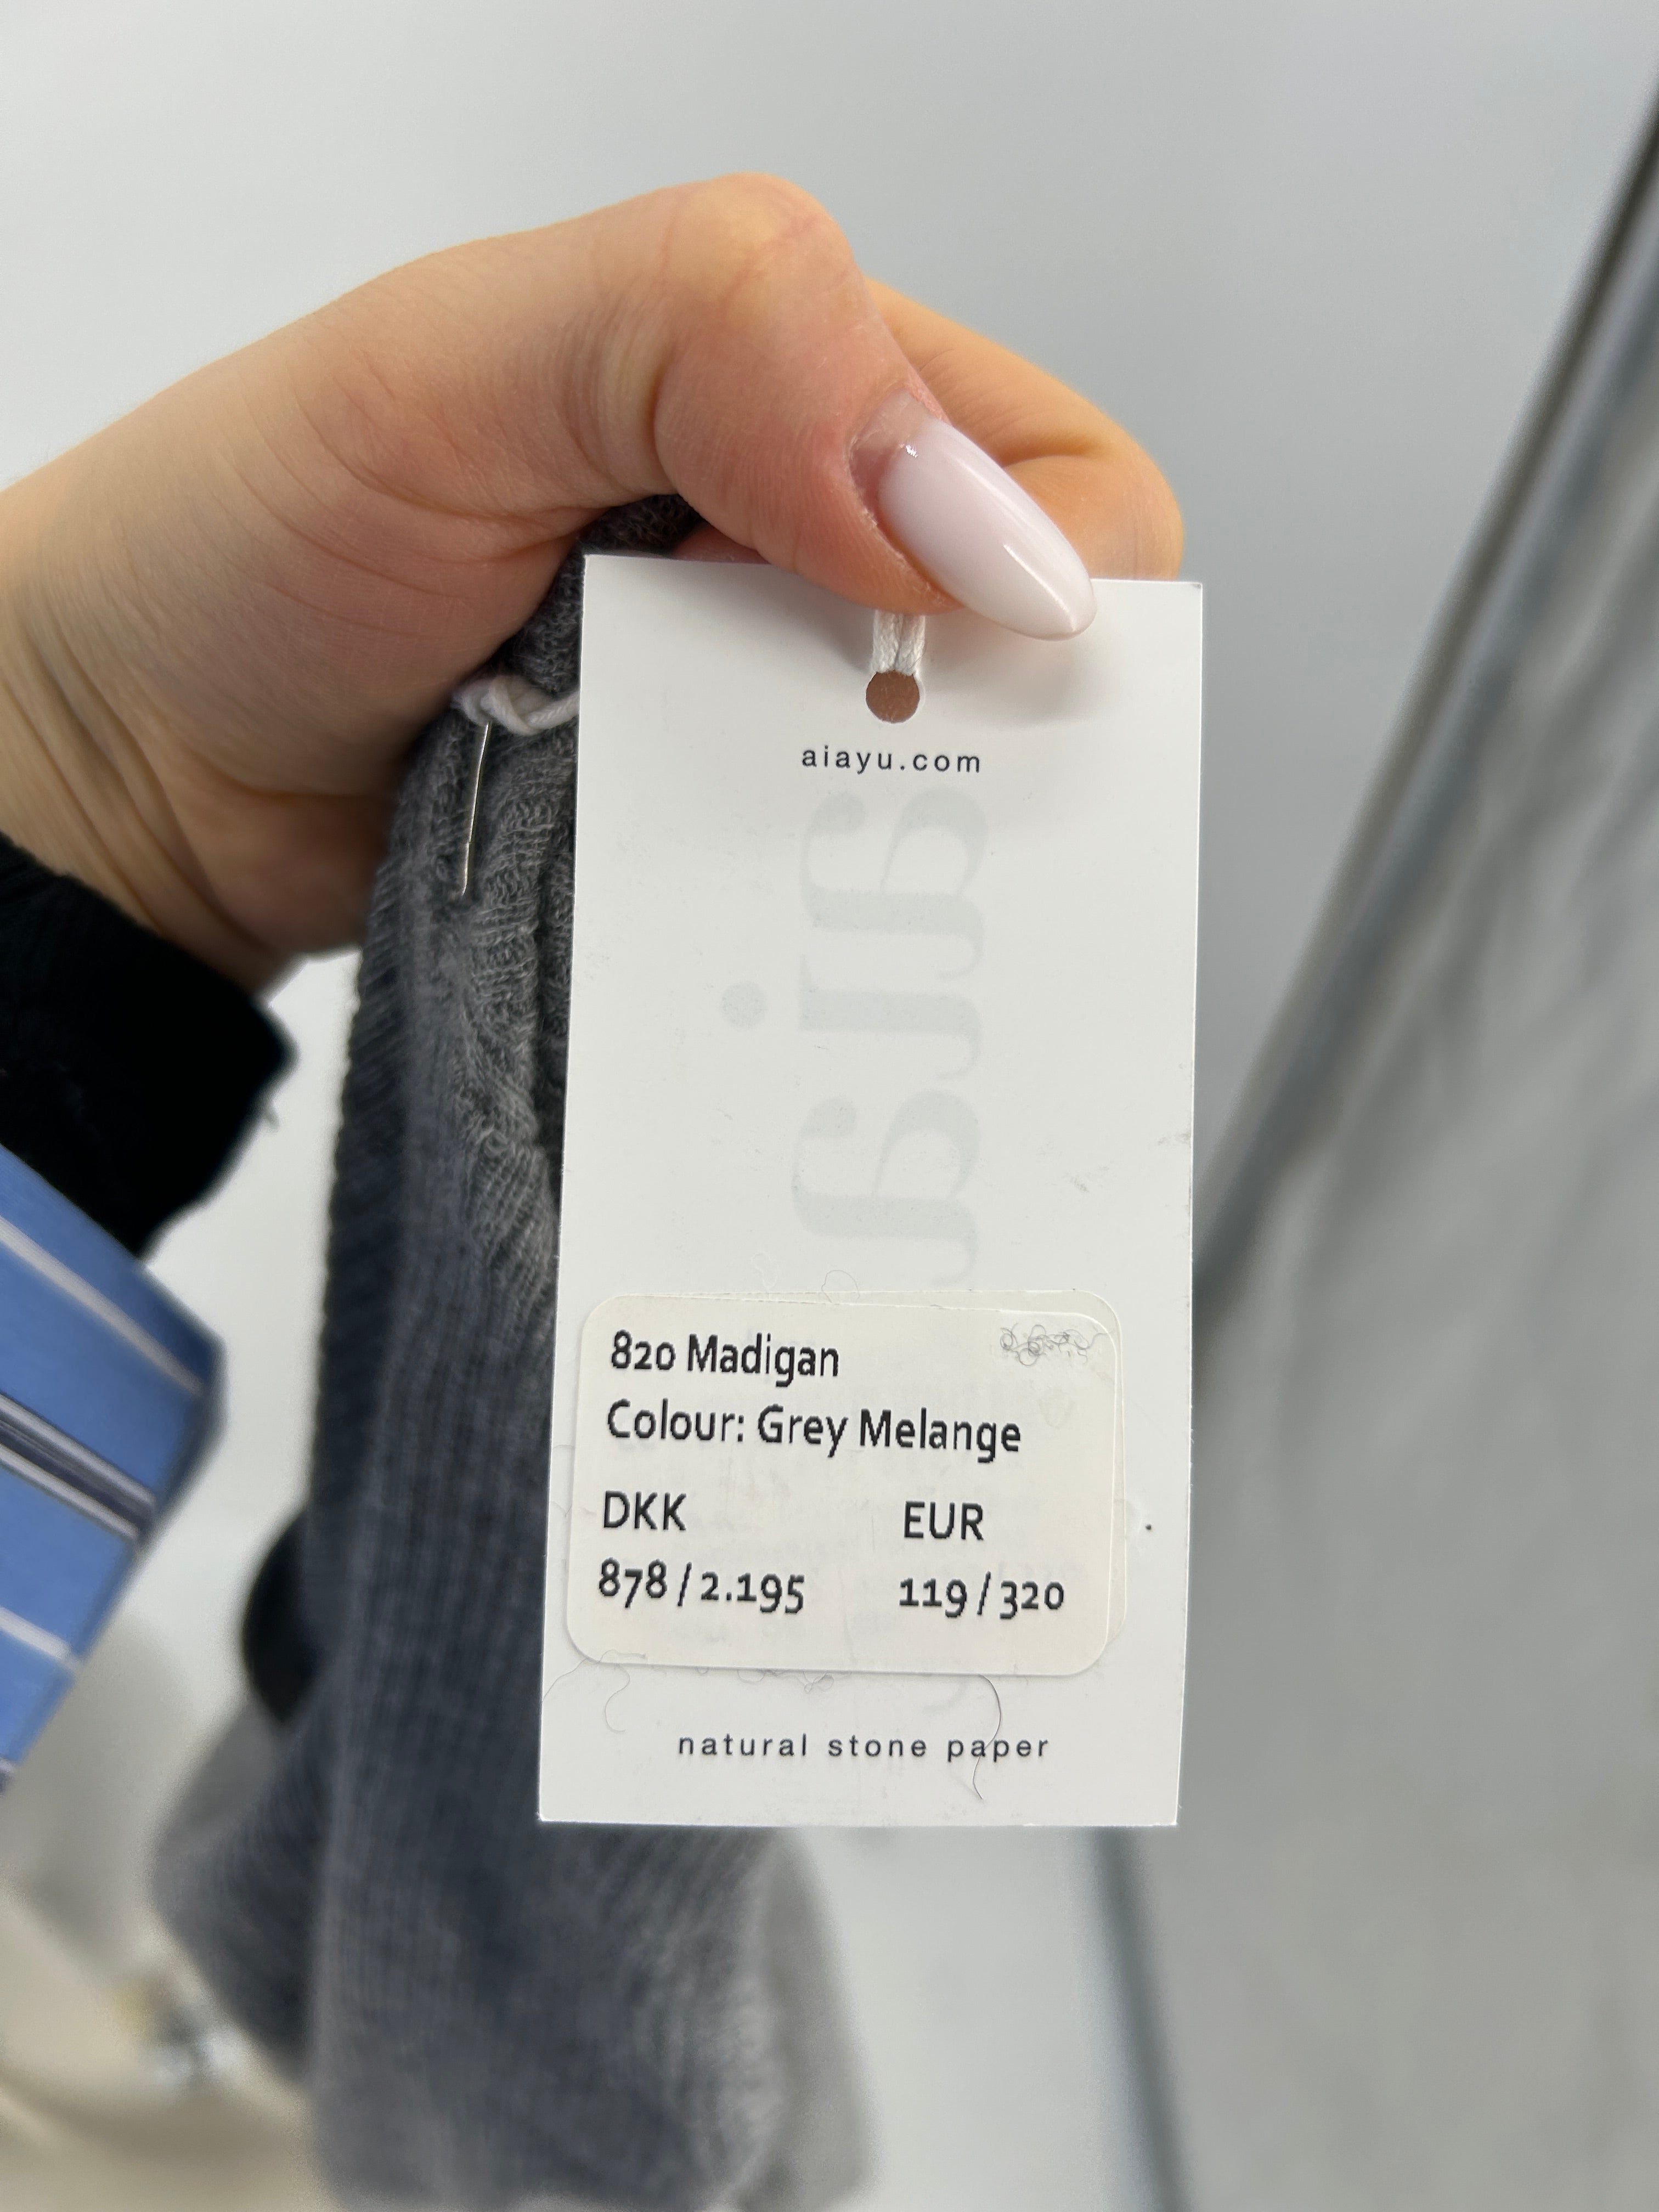 aiayu.com
820 Madigan
Colour: Grey Melange
DKK EUR
878 / 2.195 119 / 320
natural stone paper